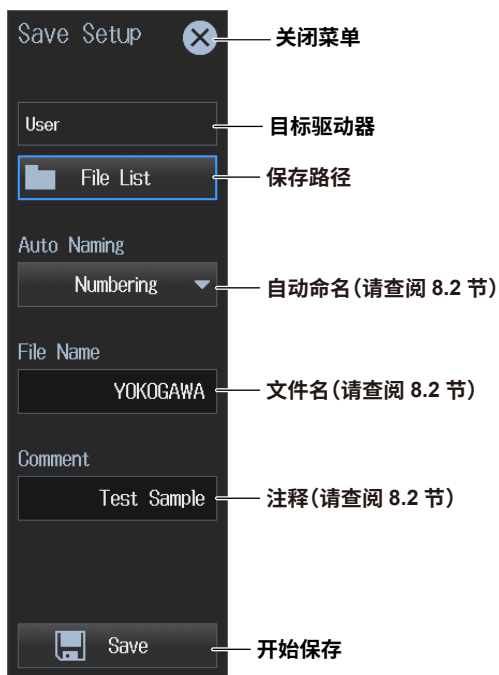 Save Setup
关闭菜单
User
目标驱动器
File List
保存路径
Auto Naming
Numbering
自动命名(请查阅 8.2 节)
File Name
YOKOGAWA
文件名(请查阅 8.2 节)
Comment
Test Sample
注释(请查阅 8.2 节)
Save
开始保存